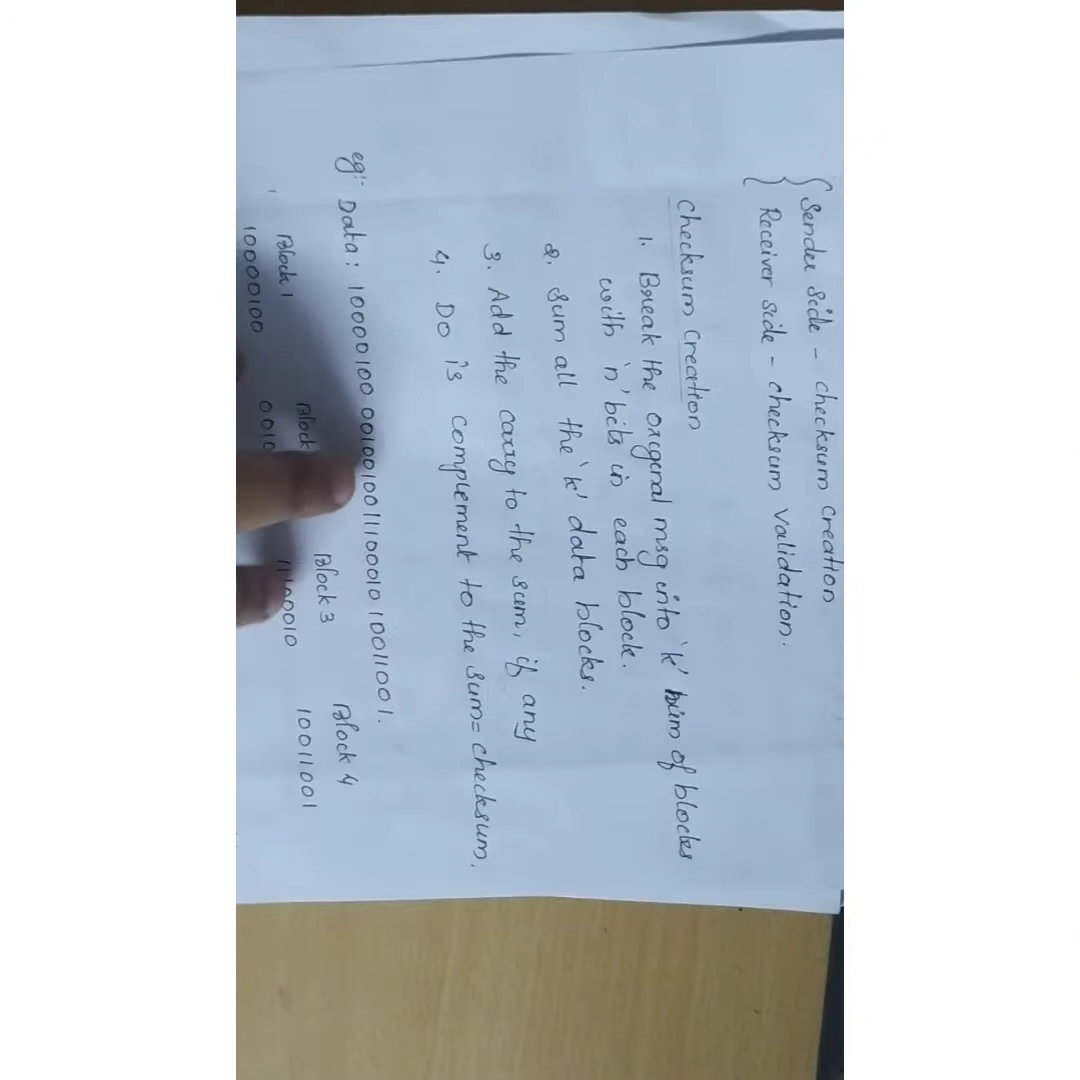 Sender side - checksum creation
Receiver side - checksum validation.
checksum creation
1. Break the original msg into 'k' num of blocks
with 'n' bits in each block.
2. Sum all the 'k' data blocks.
3. Add the carry to the sum, if any
4. Do 1's complement to the sum = checksum.
eg:- Data: 10000100 00100100 11100010 10011001.
Block 1 Block Block 3 Block 4
10000100 0010 11100010 10011001